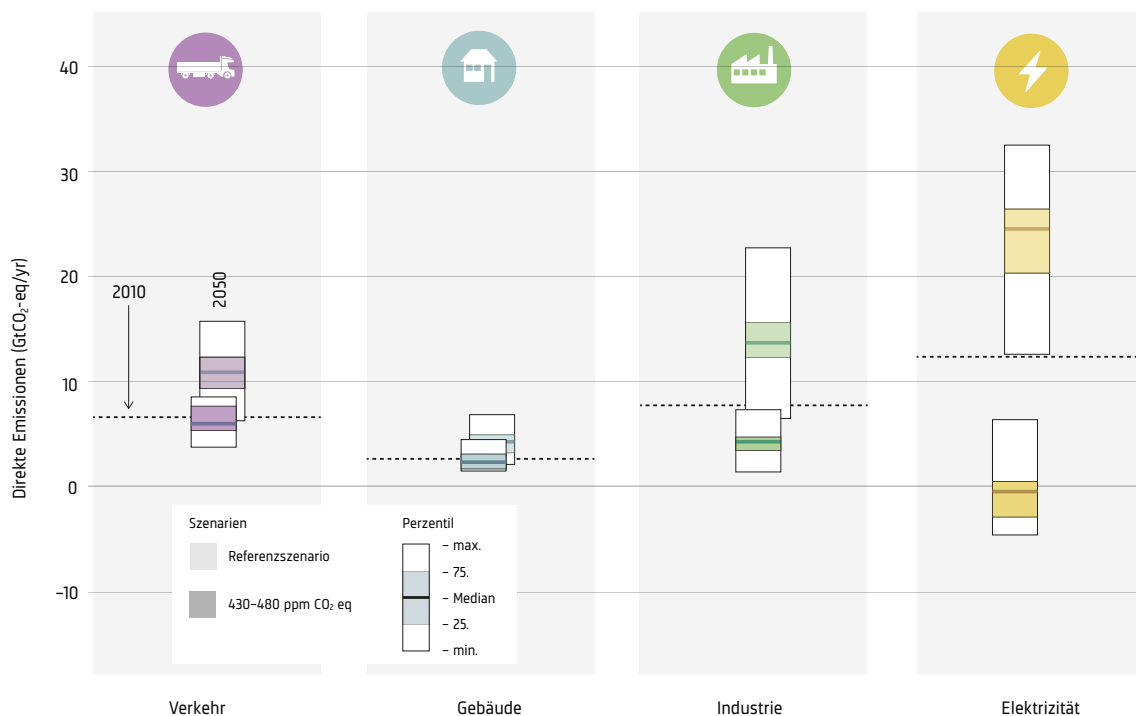 40
30
20
10
0
–10
Direkte Emissionen (GtCO₂-eq/yr)
2010
2050
Szenarien
Referenzszenario
430–480 ppm CO₂ eq
Perzentil
– max.
– 75.
– Median
– 25.
– min.
Verkehr
Gebäude
Industrie
Elektrizität